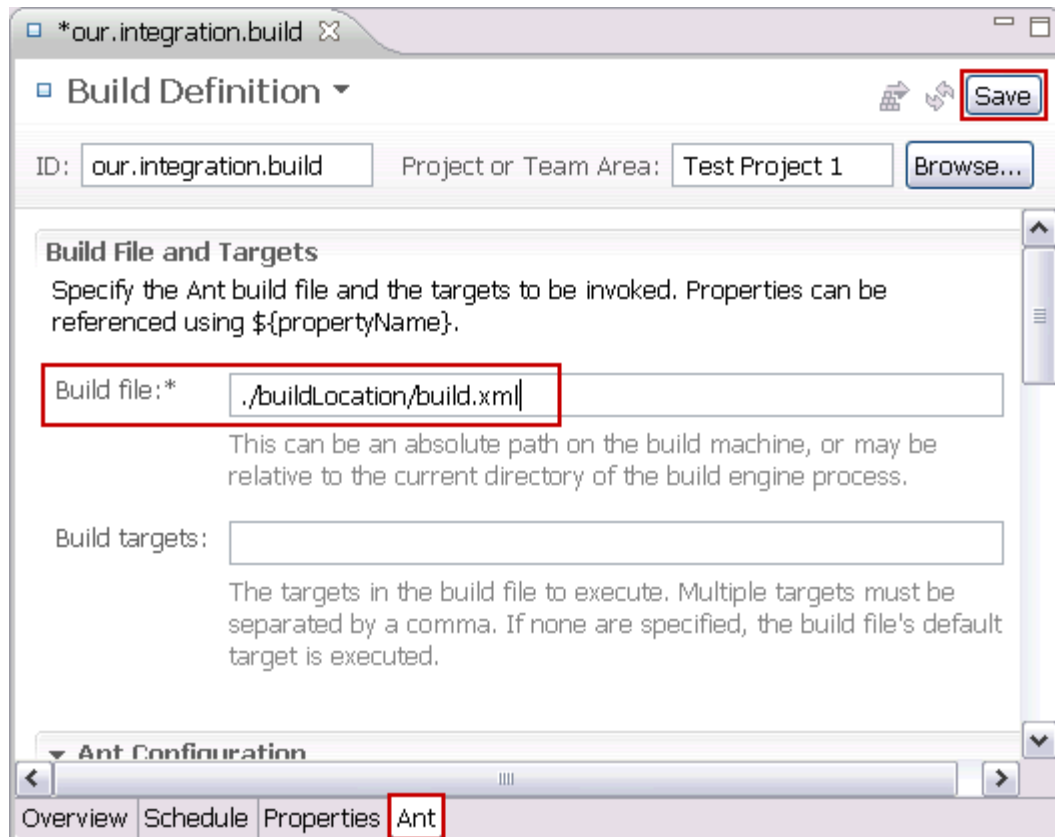 *our.integration.build
Build Definition
Save
ID: our.integration.build Project or Team Area: Test Project 1 Browse...
Build File and Targets
Specify the Ant build file and the targets to be invoked. Properties can be
referenced using ${propertyName}.
Build file:* ./buildLocation/build.xml
This can be an absolute path on the build machine, or may be
relative to the current directory of the build engine process.
Build targets:
The targets in the build file to execute. Multiple targets must be
separated by a comma. If none are specified, the build file's default
target is executed.
Ant Configuration
Overview Schedule Properties Ant